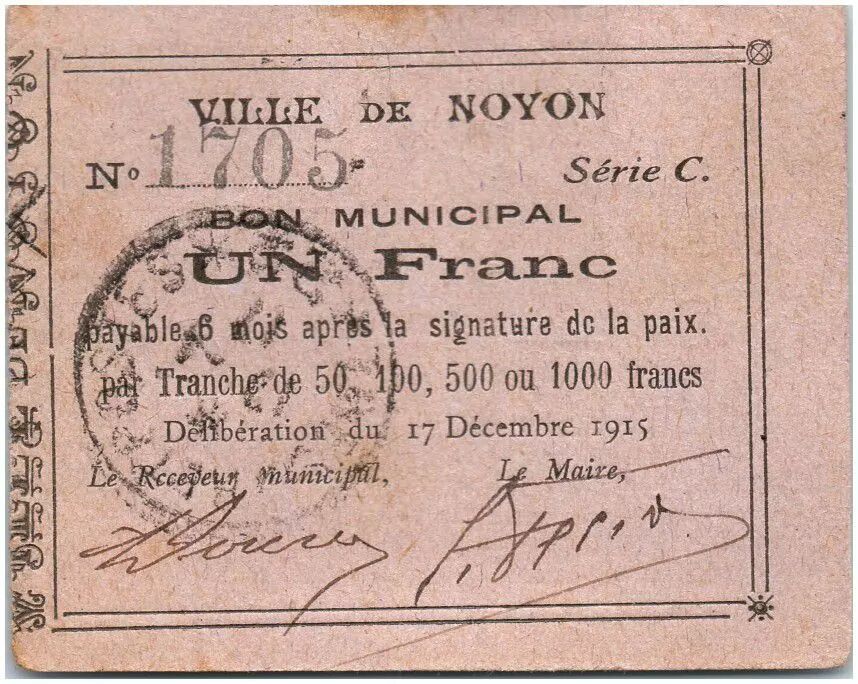 VILLE DE NOYON
No 1705
Série C.
BON MUNICIPAL
UN Franc
payable 6 mois après la signature de la paix.
par Tranche de 50, 100, 500 ou 1000 francs
Délibération du 17 Décembre 1915
Le Receveur municipal, Le Maire,